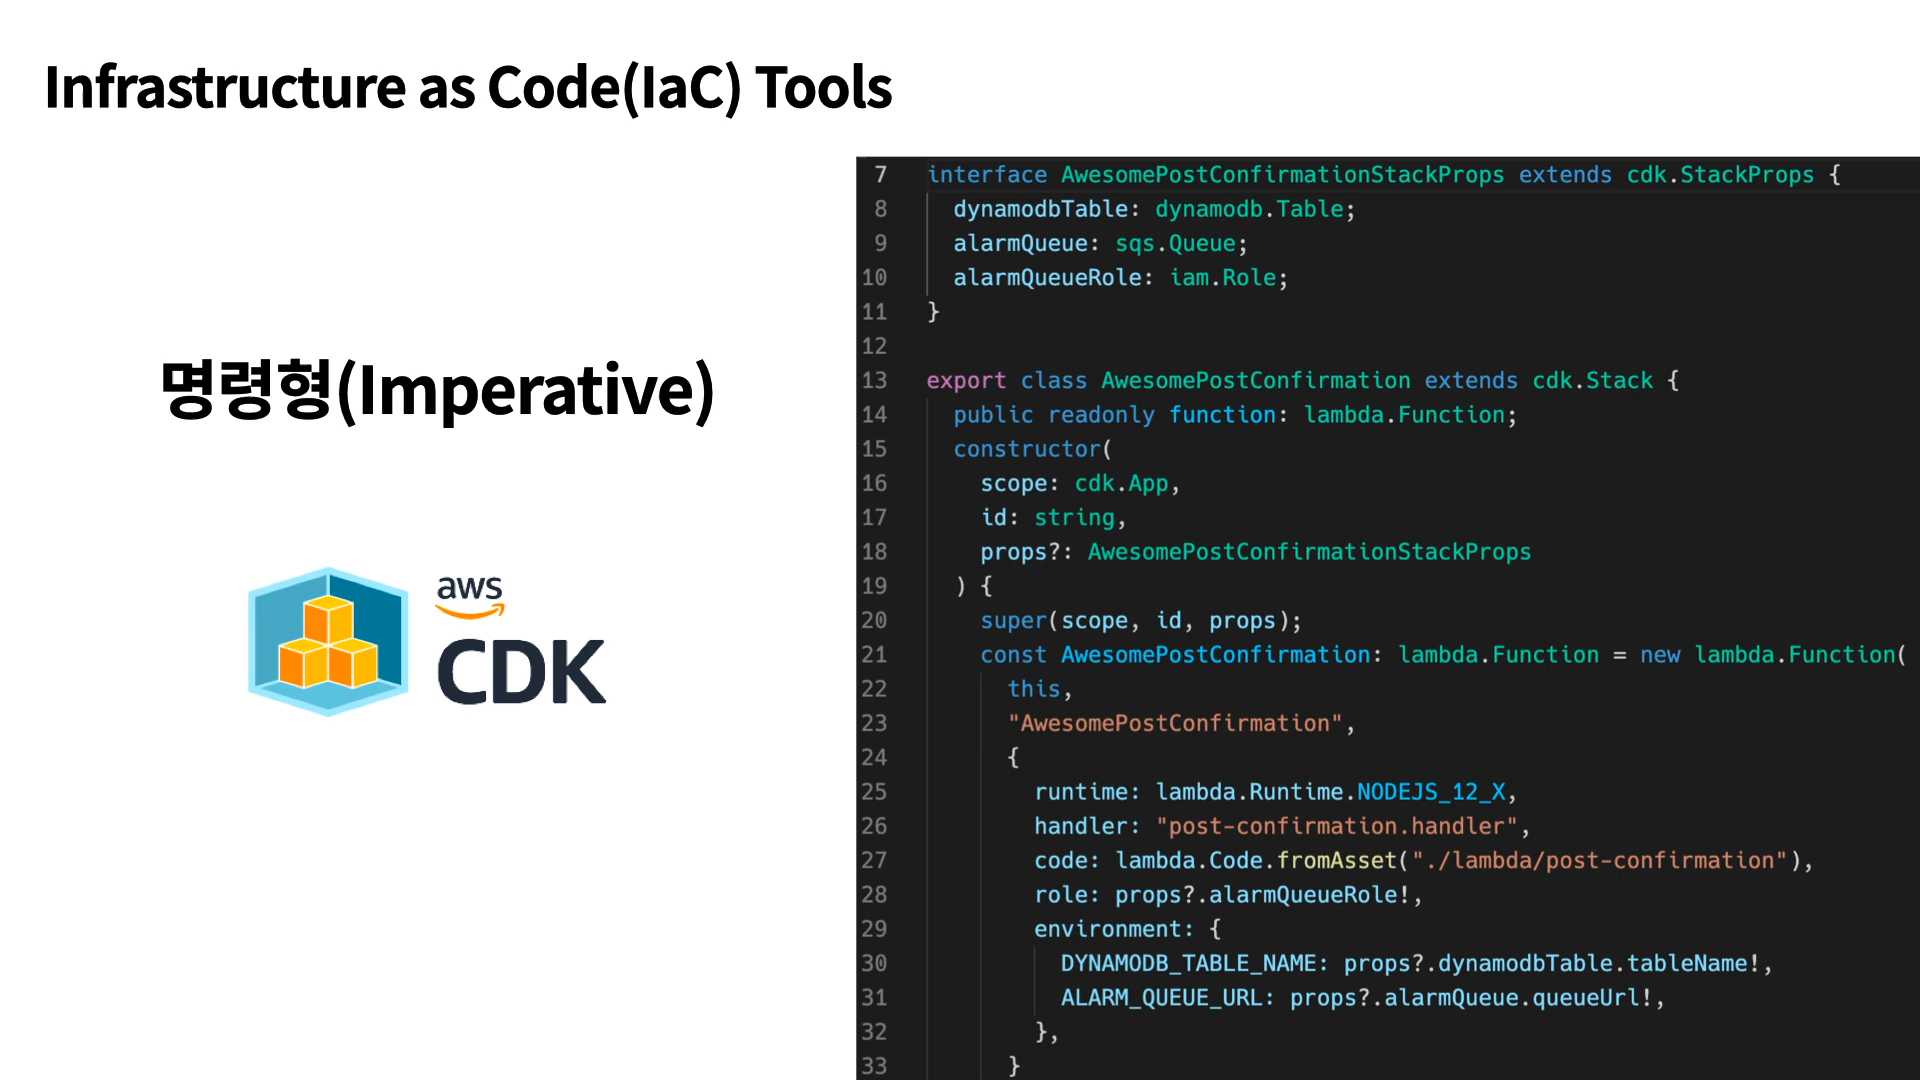 Infrastructure as Code(IaC) Tools
명령형(Imperative)
aws
CDK
7 interface AwesomePostConfirmationStackProps extends cdk.StackProps {
8   dynamodbTable: dynamodb.Table;
9   alarmQueue: sqs.Queue;
10   alarmQueueRole: iam.Role;
11 }
12
13 export class AwesomePostConfirmation extends cdk.Stack {
14   public readonly function: lambda.Function;
15   constructor(
16     scope: cdk.App,
17     id: string,
18     props?: AwesomePostConfirmationStackProps
19   ) {
20     super(scope, id, props);
21     const AwesomePostConfirmation: lambda.Function = new lambda.Function(
22       this,
23       "AwesomePostConfirmation",
24       {
25         runtime: lambda.Runtime.NODEJS_12_X,
26         handler: "post-confirmation.handler",
27         code: lambda.Code.fromAsset("./lambda/post-confirmation"),
28         role: props?.alarmQueueRole!,
29         environment: {
30           DYNAMODB_TABLE_NAME: props?.dynamodbTable.tableName!,
31           ALARM_QUEUE_URL: props?.alarmQueue.queueUrl!,
32         },
33       }